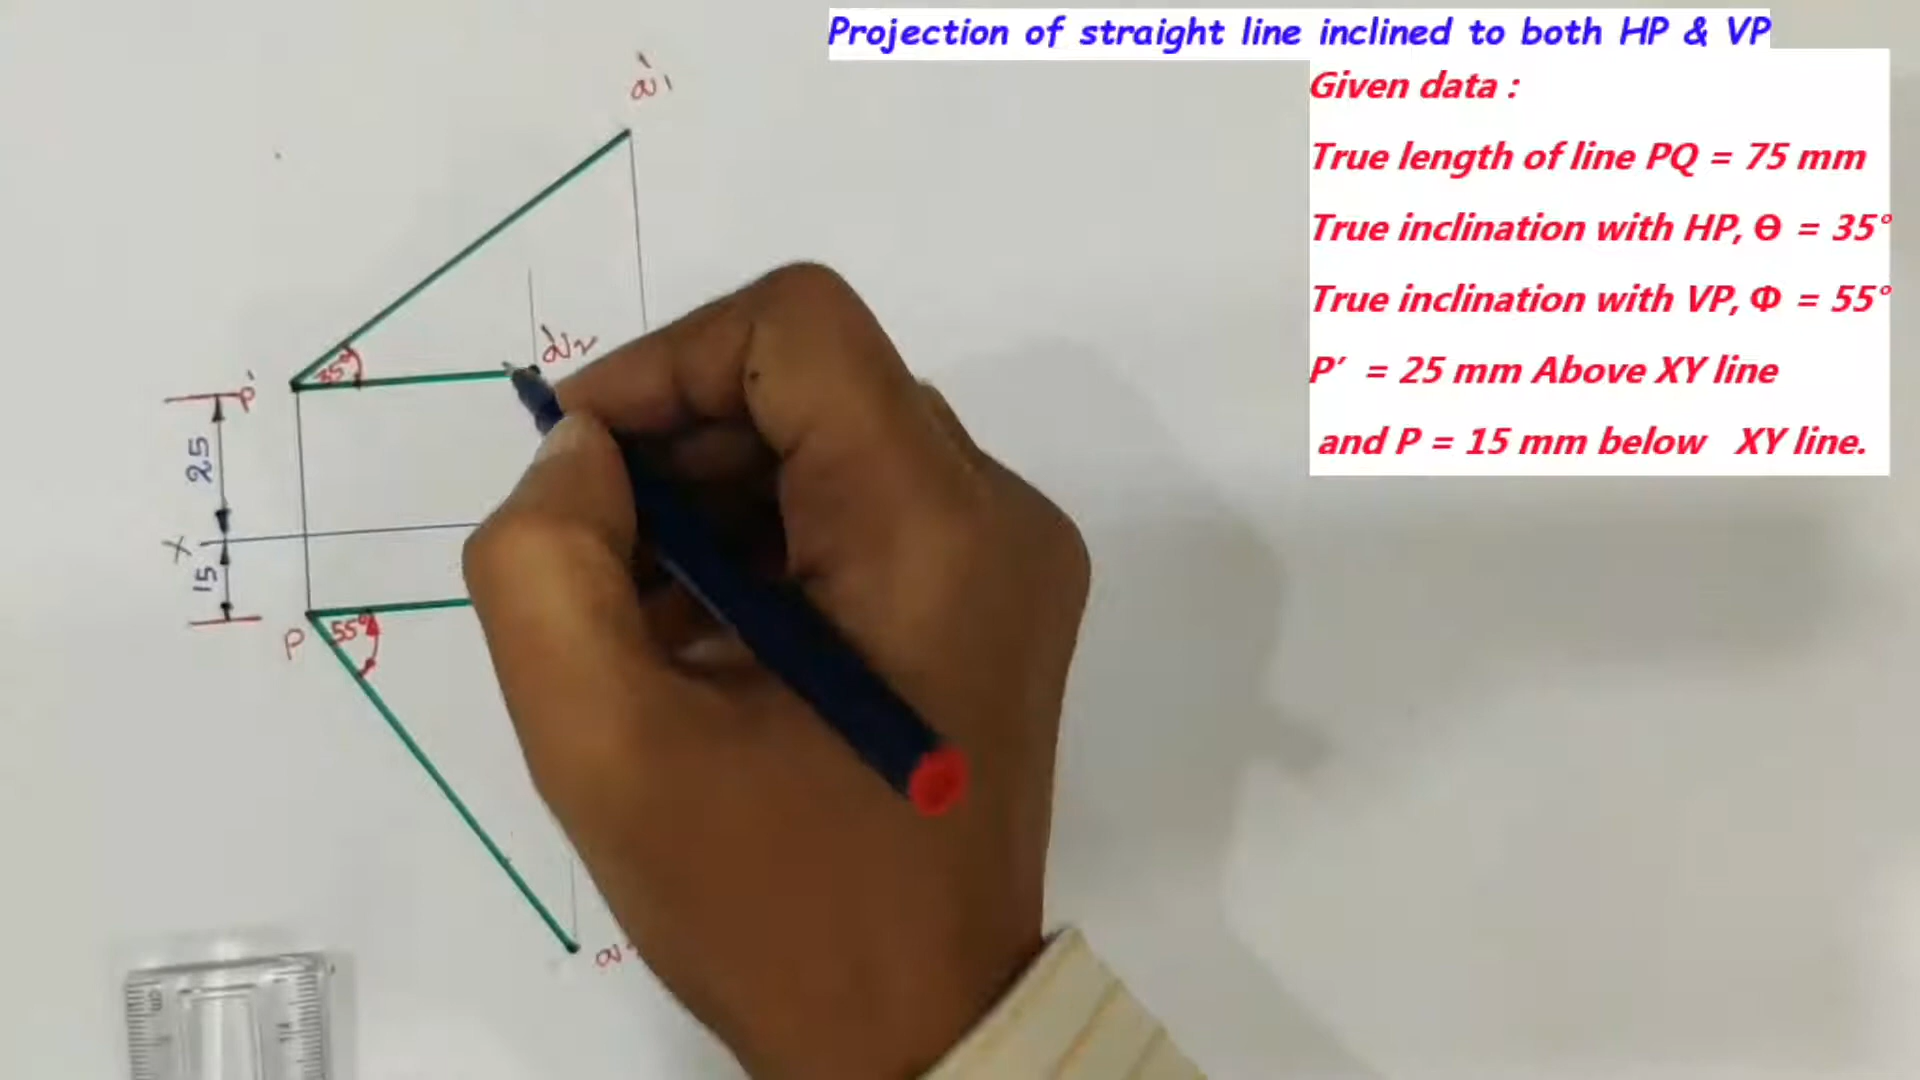 Projection of straight line inclined to both HP & VP
Given data :
True length of line PQ = 75 mm
True inclination with HP, Θ = 35°
True inclination with VP, Φ = 55°
P′ = 25 mm Above XY line
and P = 15 mm below XY line.
35°
P'
25
X
15
P
55°